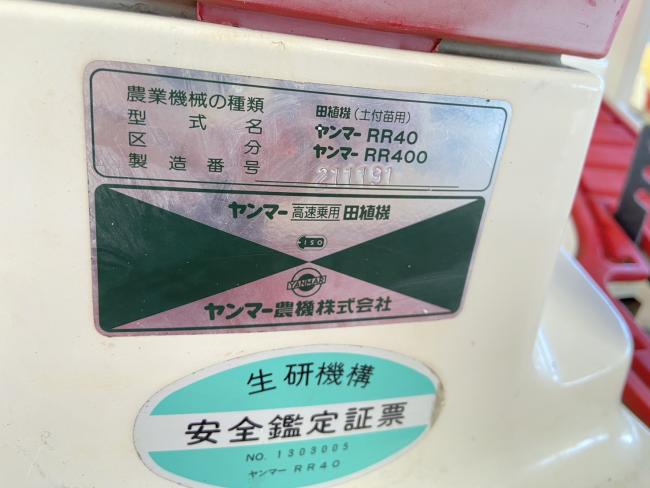 農業機械の種類 田植機（土付苗用）
型式名 ヤンマー RR40
区分 ヤンマー RR400
製造番号 211191
ヤンマー 高速乗用 田植機
ISO
YANMAR
ヤンマー農機株式会社
生研機構
安全鑑定証票
NO. 1303005
ヤンマー RR40